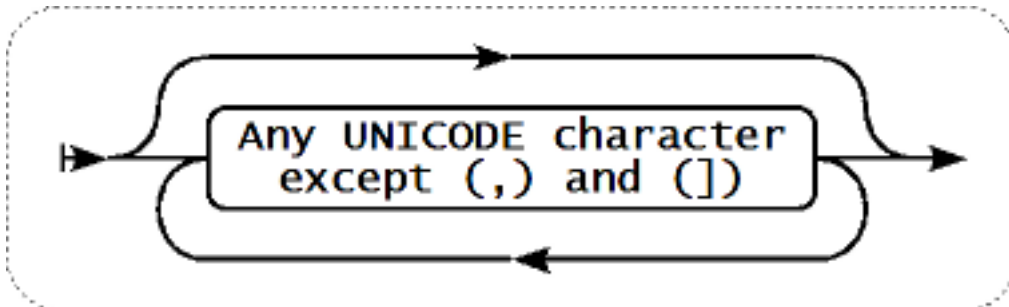 Any UNICODE character
except (,) and (])